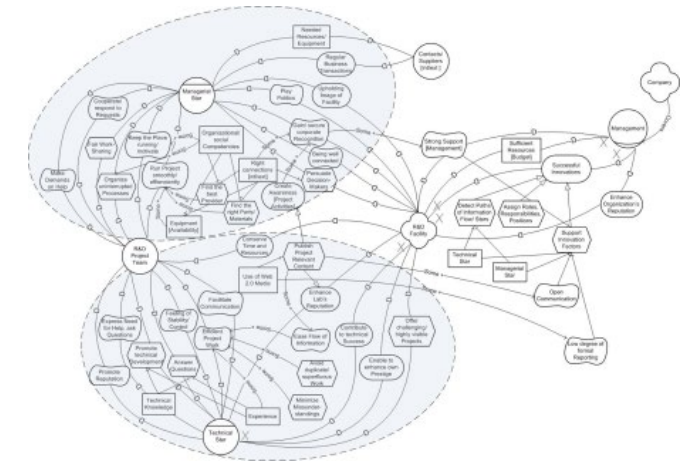 Needed
Resources/
Equipment
Contacts/
Suppliers
Regular
Business
Transactions
Company
Managerial
Star
Play
Politics
Upholding
Image of
Facility
Cooperate/
respond to
Requests
Fair Work
Sharing
Keep the Place
running/
Organizational/
social
Competencies
Gain secure
corporate
Recognition
Strong Support
[Management]
Sufficient
Resources
[Budget]
Management
Successful
Innovations
Make
Demands
on Help
Organize
uninterrupted
Processes
Run Project
smoothly/
efficiently
Right
connections
Being well
connected
Persuade
Decision-
Makers
Find the
best
Provider
Find the
right Parts/
Materials
Create
Awareness
[Project
Activities]
Equipment
[Availability]
Detect Paths
of Information
Flow/ Stars
Assign Roles,
Responsibilities,
Positions
Enhance
Organization's
Reputation
R&D
Facility
R&D
Project
Team
Conserve
Time and
Resources
Publish
Project
Relevant
Content
Technical
Star
Managerial
Star
Support
Innovation
Factors
Use of Web
2.0 Media
Open
Communication
Facilitate
Communication
Enhance
Lab's
Reputation
Express Need
for Help, ask
Questions
Feeling of
Stability/
Control
Efficient
Project
Work
Ease Flow of
Information
Contribute
to technical
Success
Offer
challenging/
highly visible
Projects
Low degree of
formal
Reporting
Promote
technical
Development
Answer
Questions
Avoid
duplicate/
superfluous
Work
Enable to
enhance own
Prestige
Promote
Reputation
Technical
Knowledge
Experience
Minimize
Misunder-
standings
Technical
Star